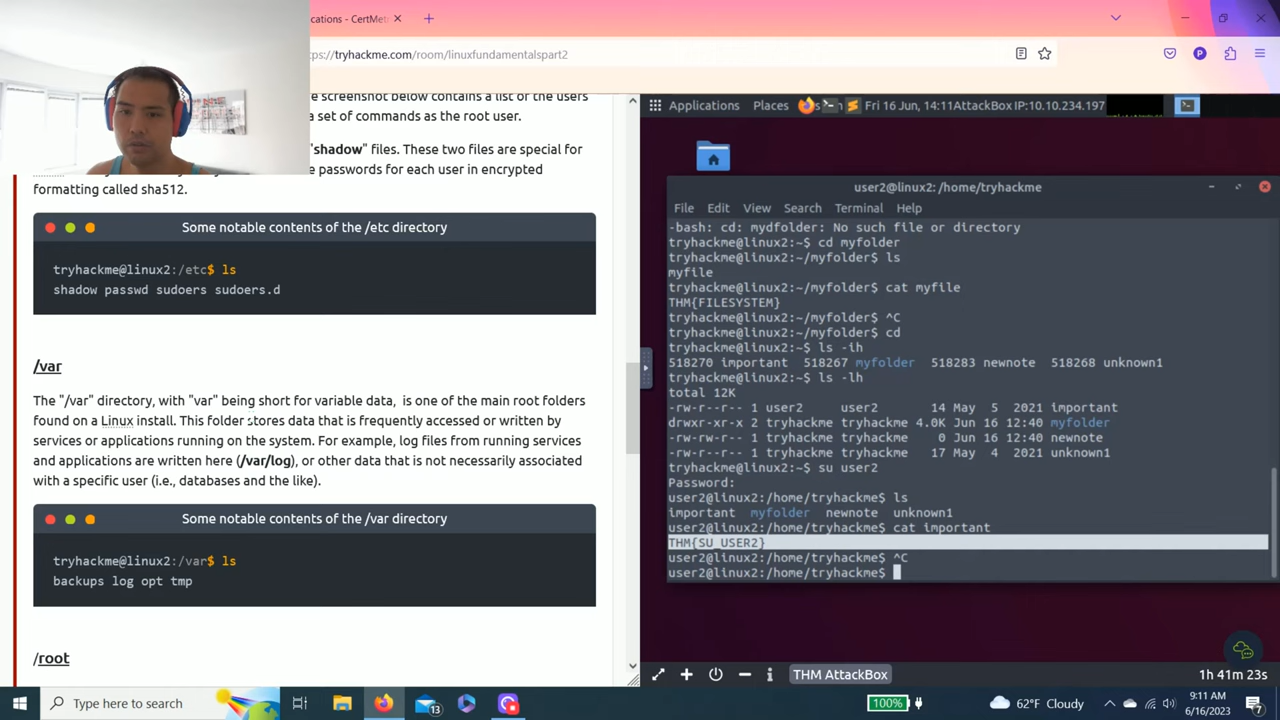 cations - CertMet
ps://tryhackme.com/room/linuxfundamentalspart2
e screenshot below contains a list or the users
a set of commands as the root user.
"shadow" files. These two files are special for
e passwords for each user in encrypted
formatting called sha512.
Some notable contents of the /etc directory
tryhackme@linux2:/etc$ ls
shadow passwd sudoers sudoers.d
/var
The "/var" directory, with "var" being short for variable data, is one of the main root folders
found on a Linux install. This folder stores data that is frequently accessed or written by
services or applications running on the system. For example, log files from running services
and applications are written here (/var/log), or other data that is not necessarily associated
with a specific user (i.e., databases and the like).
Some notable contents of the /var directory
tryhackme@linux2:/var$ ls
backups log opt tmp
/root
Applications Places Fri 16 Jun, 14:11 AttackBox IP:10.10.234.197
user2@linux2: /home/tryhackme
File Edit View Search Terminal Help
-bash: cd: mydfolder: No such file or directory
tryhackme@linux2:~$ cd myfolder
tryhackme@linux2:~/myfolder$ ls
myfile
tryhackme@linux2:~/myfolder$ cat myfile
THM{FILESYSTEM}
tryhackme@linux2:~/myfolder$ ^C
tryhackme@linux2:~/myfolder$ cd
tryhackme@linux2:~$ ls -ih
518270 important 518267 myfolder 518283 newnote 518268 unknown1
tryhackme@linux2:~$ ls -lh
total 12K
-rw-r--r-- 1 user2 user2 14 May 5 2021 important
drwxr-xr-x 2 tryhackme tryhackme 4.0K Jun 16 12:40 myfolder
-rw-rw-r-- 1 tryhackme tryhackme 0 Jun 16 12:40 newnote
-rw-rw-r-- 1 tryhackme tryhackme 17 May 4 2021 unknown1
tryhackme@linux2:~$ su user2
Password:
user2@linux2:/home/tryhackme$ ls
important myfolder newnote unknown1
user2@linux2:/home/tryhackme$ cat important
THM{SU_USER2}
user2@linux2:/home/tryhackme$ ^C
user2@linux2:/home/tryhackme$
THM AttackBox
1h 41m 23s
Type here to search
13
100%
62°F Cloudy
9:11 AM
6/16/2023
7